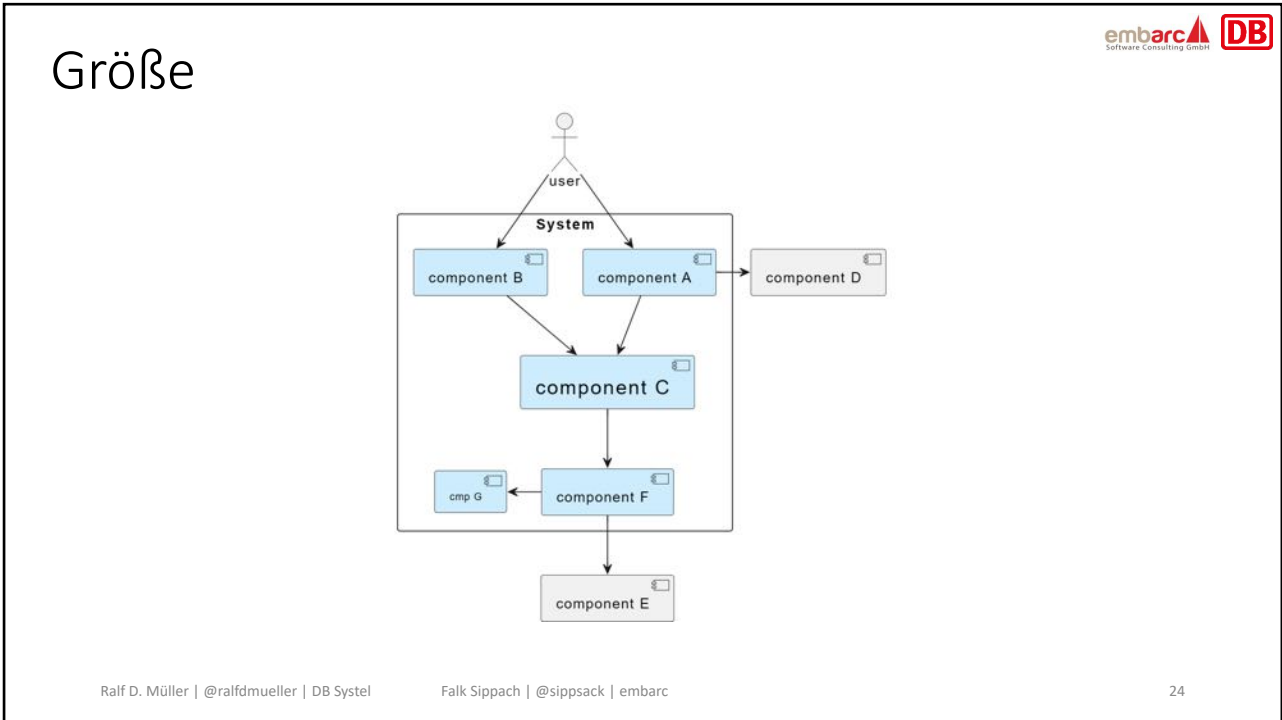 embarc
Software Consulting GmbH
DB
Größe
user
System
component B
component A
component D
component C
cmp G
component F
component E
Ralf D. Müller | @ralfdmueller | DB Systel
Falk Sippach | @sippsack | embarc
24